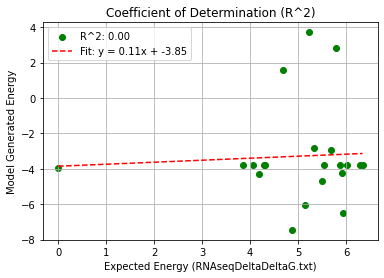 Coefficient of Determination (R^2)
R^2: 0.00
Fit: y = 0.11x + -3.85
Model Generated Energy
4
2
0
−2
−4
−6
−8
0
1
2
3
4
5
6
Expected Energy (RNAseqDeltaDeltaG.txt)